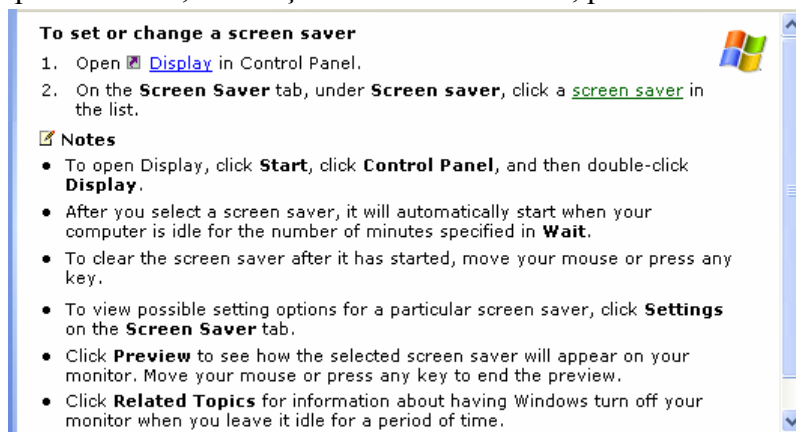 To set or change a screen saver
1. Open Display in Control Panel.
2. On the Screen Saver tab, under Screen saver, click a screen saver in
the list.
Notes
• To open Display, click Start, click Control Panel, and then double-click
Display.
• After you select a screen saver, it will automatically start when your
computer is idle for the number of minutes specified in Wait.
• To clear the screen saver after it has started, move your mouse or press any
key.
• To view possible setting options for a particular screen saver, click Settings
on the Screen Saver tab.
• Click Preview to see how the selected screen saver will appear on your
monitor. Move your mouse or press any key to end the preview.
• Click Related Topics for information about having Windows turn off your
monitor when you leave it idle for a period of time.